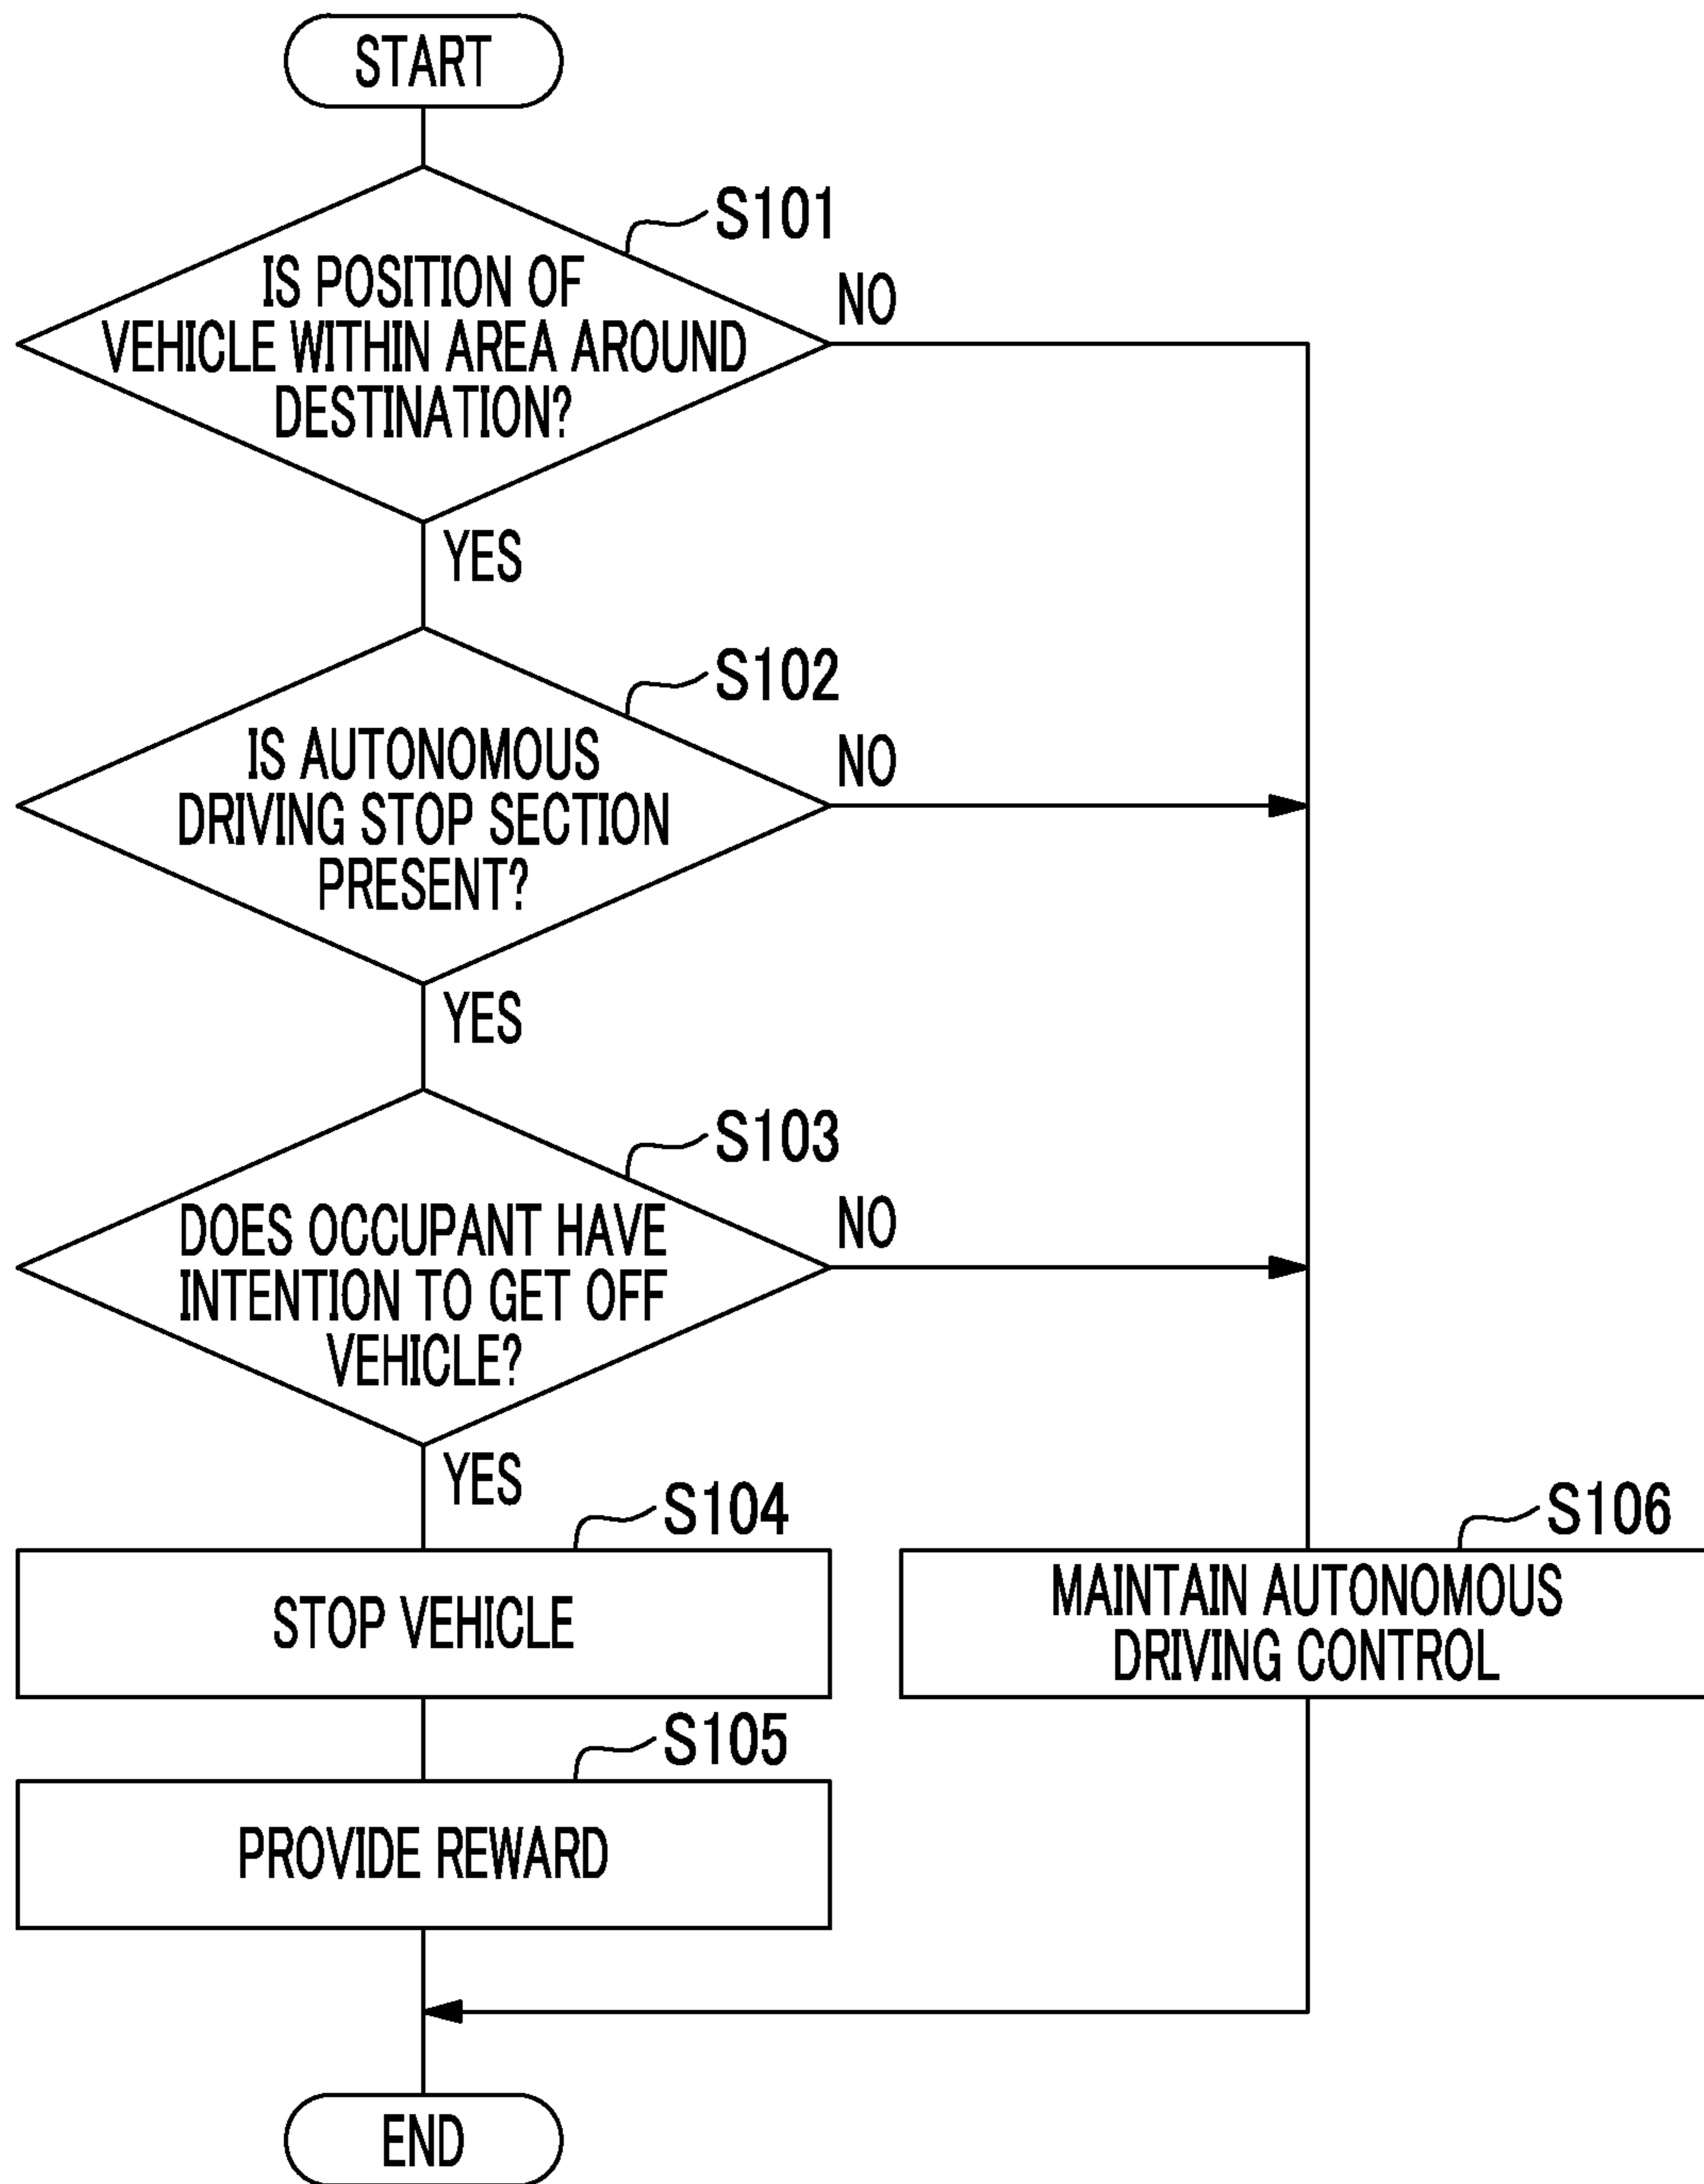 START
S101
IS POSITION OF
VEHICLE WITHIN AREA AROUND
DESTINATION?
NO
YES
S102
IS AUTONOMOUS
DRIVING STOP SECTION
PRESENT?
NO
YES
S103
DOES OCCUPANT HAVE
INTENTION TO GET OFF
VEHICLE?
NO
YES
S104
STOP VEHICLE
S106
MAINTAIN AUTONOMOUS
DRIVING CONTROL
S105
PROVIDE REWARD
END